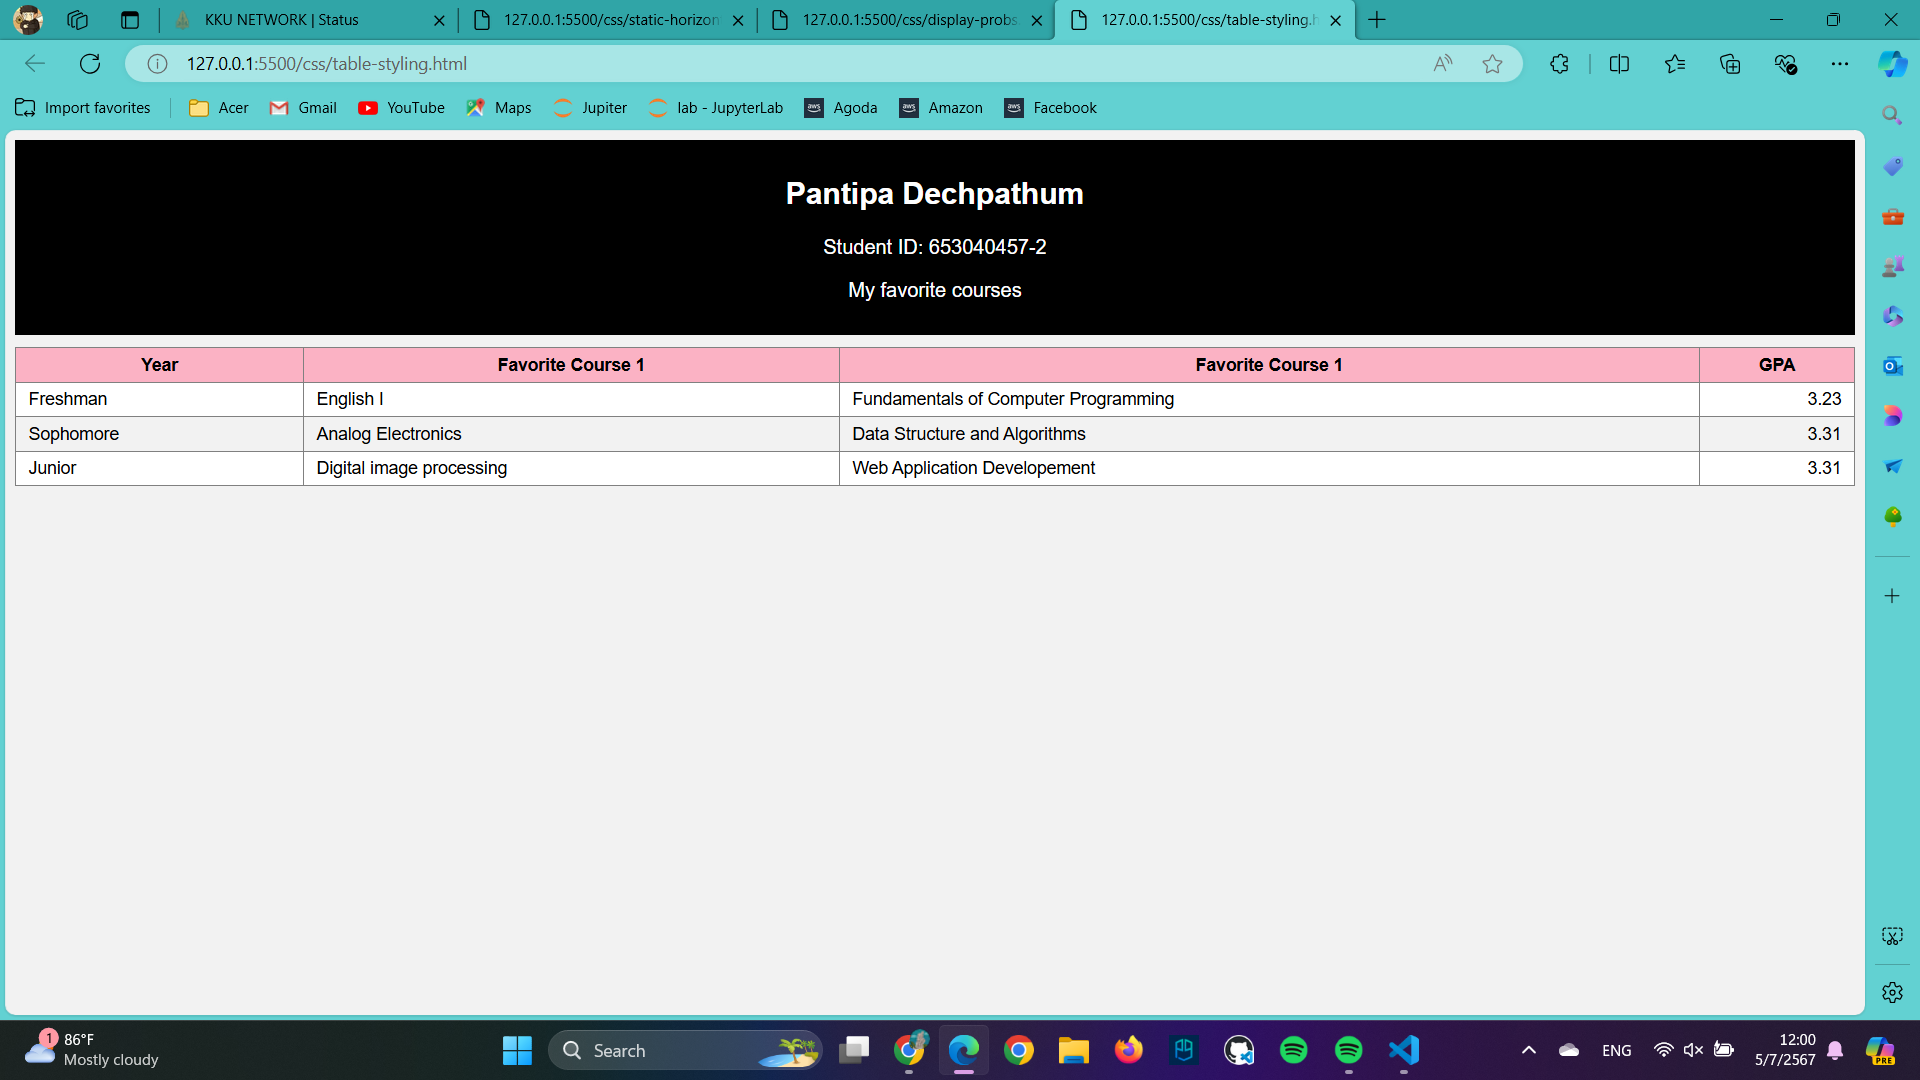 KKU NETWORK | Status
127.0.0.1:5500/css/static-horizon
127.0.0.1:5500/css/display-probs
127.0.0.1:5500/css/table-styling.h
127.0.0.1:5500/css/table-styling.html
Import favorites Acer Gmail YouTube Maps Jupiter lab - JupyterLab aws Agoda aws Amazon aws Facebook
Pantipa Dechpathum
Student ID: 653040457-2
My favorite courses
Year Favorite Course 1 Favorite Course 1 GPA
Freshman English I Fundamentals of Computer Programming 3.23
Sophomore Analog Electronics Data Structure and Algorithms 3.31
Junior Digital image processing Web Application Developement 3.31
1 86°F
Mostly cloudy
Search
ENG
12:00
5/7/2567
PRE